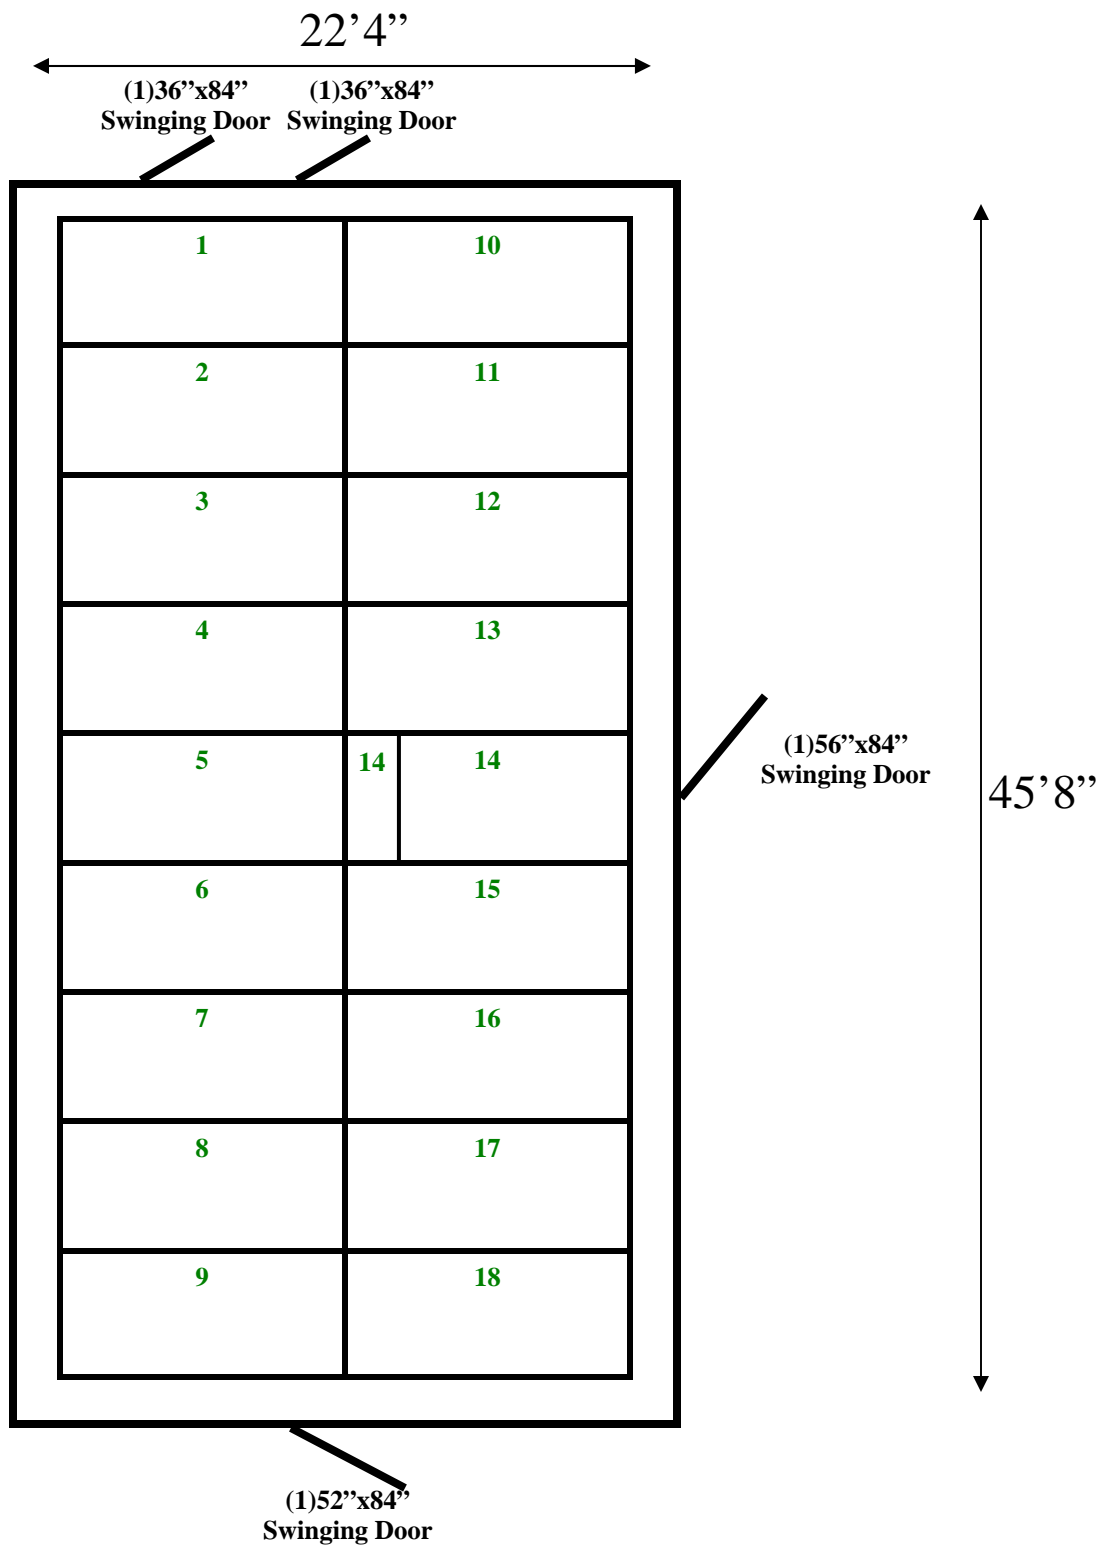 22’4”
(1)36”x84”
Swinging Door
(1)36”x84”
Swinging Door
1
10
2
11
3
12
4
13
5
14
14
6
15
7
16
8
17
9
18
(1)56”x84”
Swinging Door
45’8”
(1)52”x84”
Swinging Door